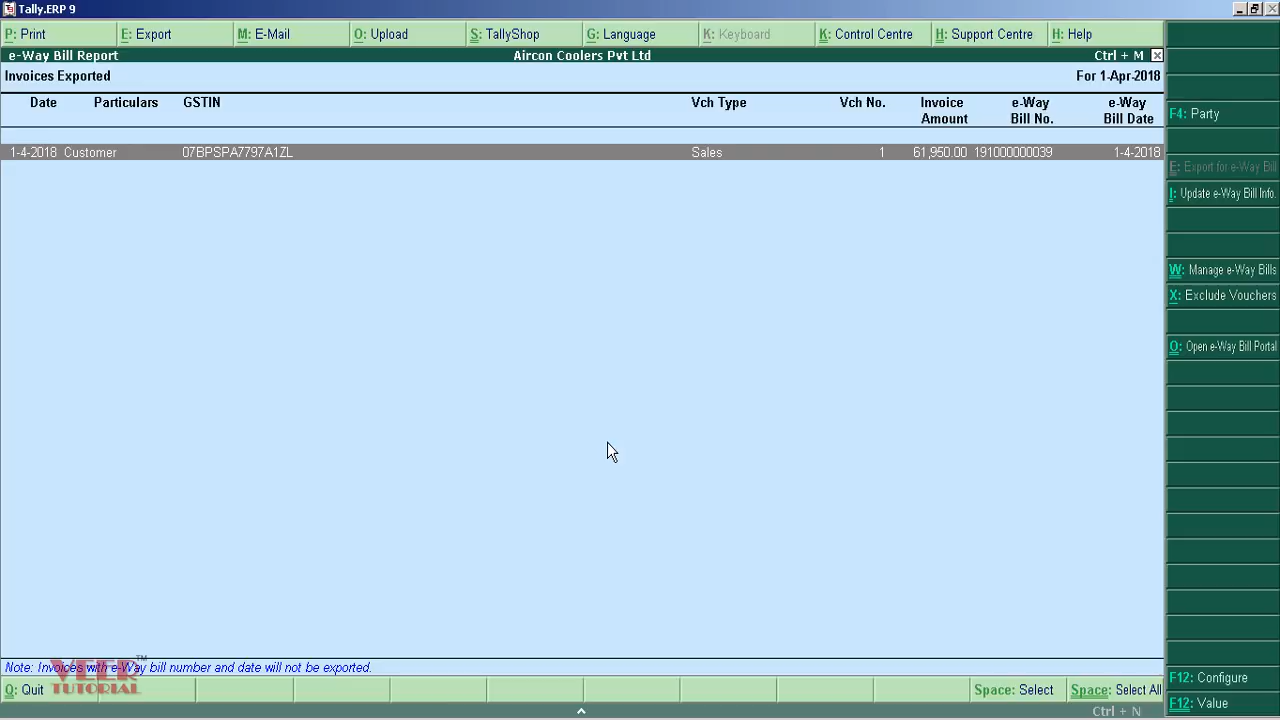 Tally.ERP 9
P: Print E: Export M: E-Mail O: Upload S: TallyShop G: Language K: Keyboard K: Control Centre H: Support Centre H: Help
e-Way Bill Report Aircon Coolers Pvt Ltd Ctrl + M
Invoices Exported For 1-Apr-2018
Date Particulars GSTIN Vch Type Vch No. Invoice Amount e-Way Bill No. e-Way Bill Date
1-4-2018 Customer 07BPSPA7797A1ZL Sales 1 61,950.00 191000000039 1-4-2018
F4: Party
E: Export for e-Way Bill
I: Update e-Way Bill Info.
W: Manage e-Way Bills
X: Exclude Vouchers
O: Open e-Way Bill Portal
F12: Configure
F12: Value
Note: Invoices with e-Way bill number and date will not be exported.
VEER TM
TUTORIAL
Q: Quit Space: Select Space: Select All
Ctrl + N